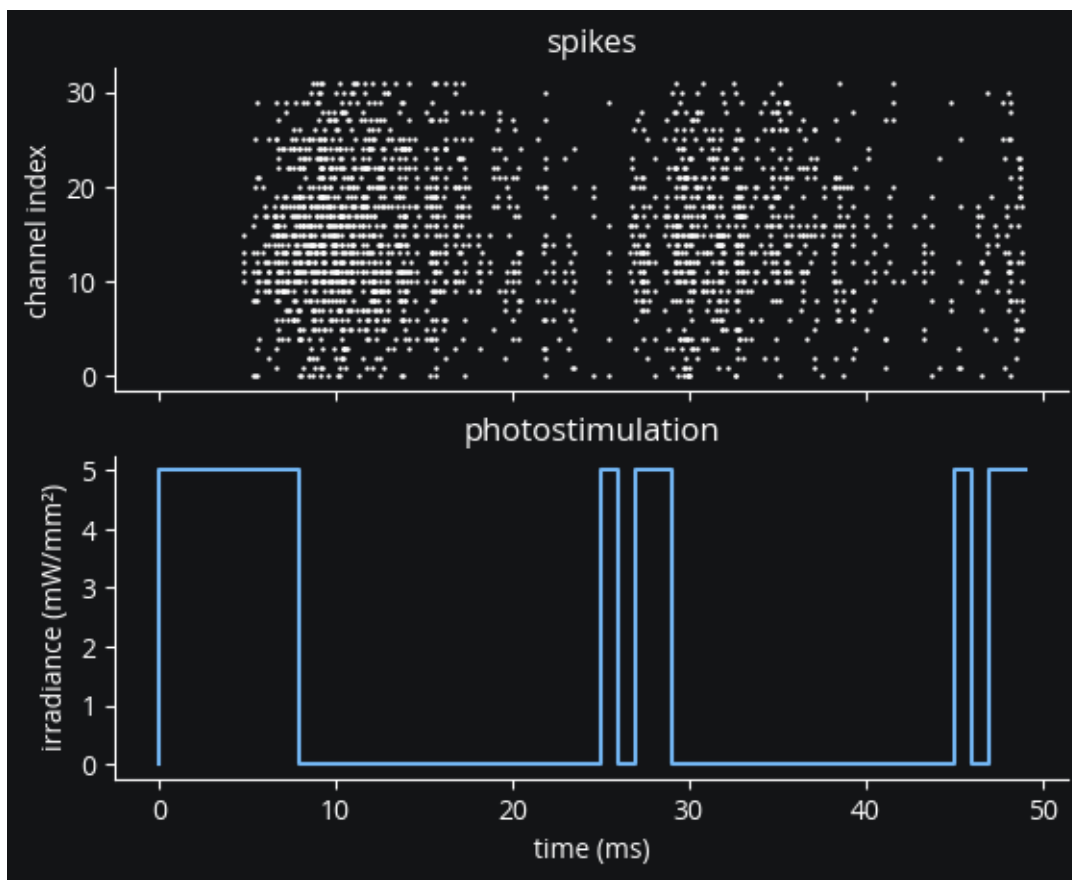 spikes
channel index
30
20
10
0
photostimulation
irradiance (mW/mm²)
5
4
3
2
1
0
0 10 20 30 40 50
time (ms)